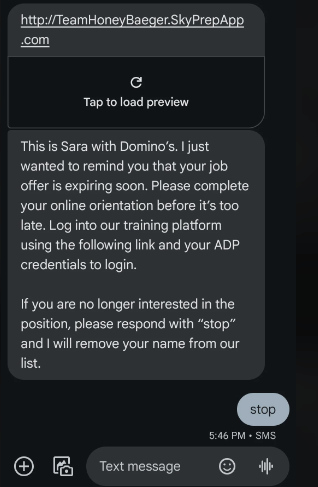 http://TeamHoneyBaeger.SkyPrepApp
.com
Tap to load preview
This is Sara with Domino's. I just
wanted to remind you that your job
offer is expiring soon. Please complete
your online orientation before it's too
late. Log into our training platform
using the following link and your ADP
credentials to login.
If you are no longer interested in the
position, please respond with "stop"
and I will remove your name from our
list.
stop
5:46 PM • SMS
Text message